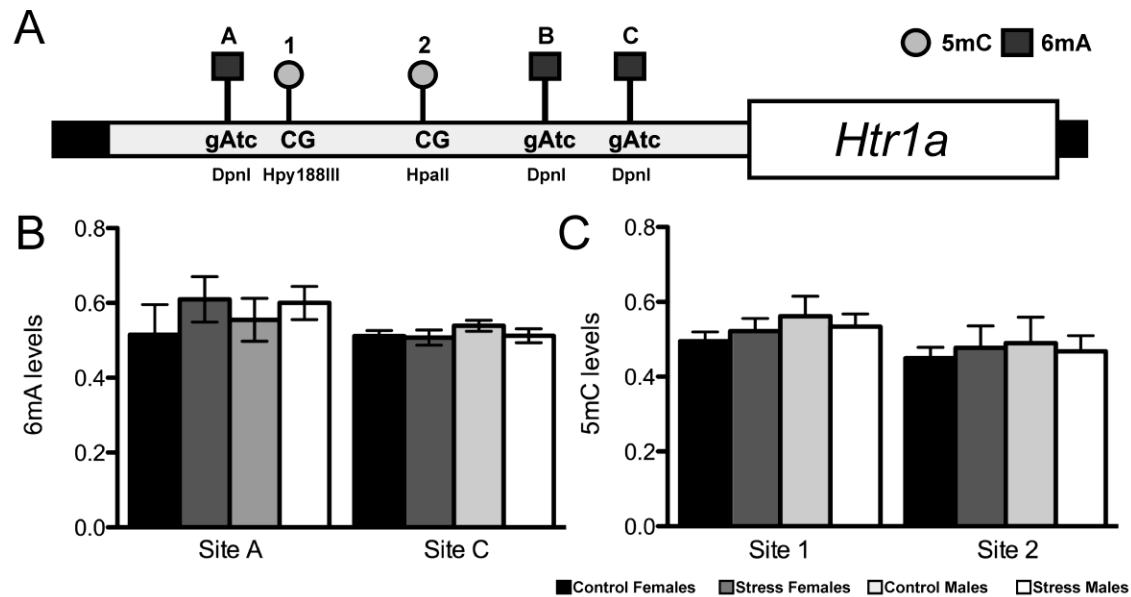 A
A 1 2 B C 5mC 6mA
gAtc CG CG gAtc gAtc Htr1a
DpnI Hpy188III HpaII DpnI DpnI
B
6mA levels
0.8
0.6
0.4
0.2
0.0
Site A Site C
C
5mC levels
0.8
0.6
0.4
0.2
0.0
Site 1 Site 2
Control Females Stress Females Control Males Stress Males